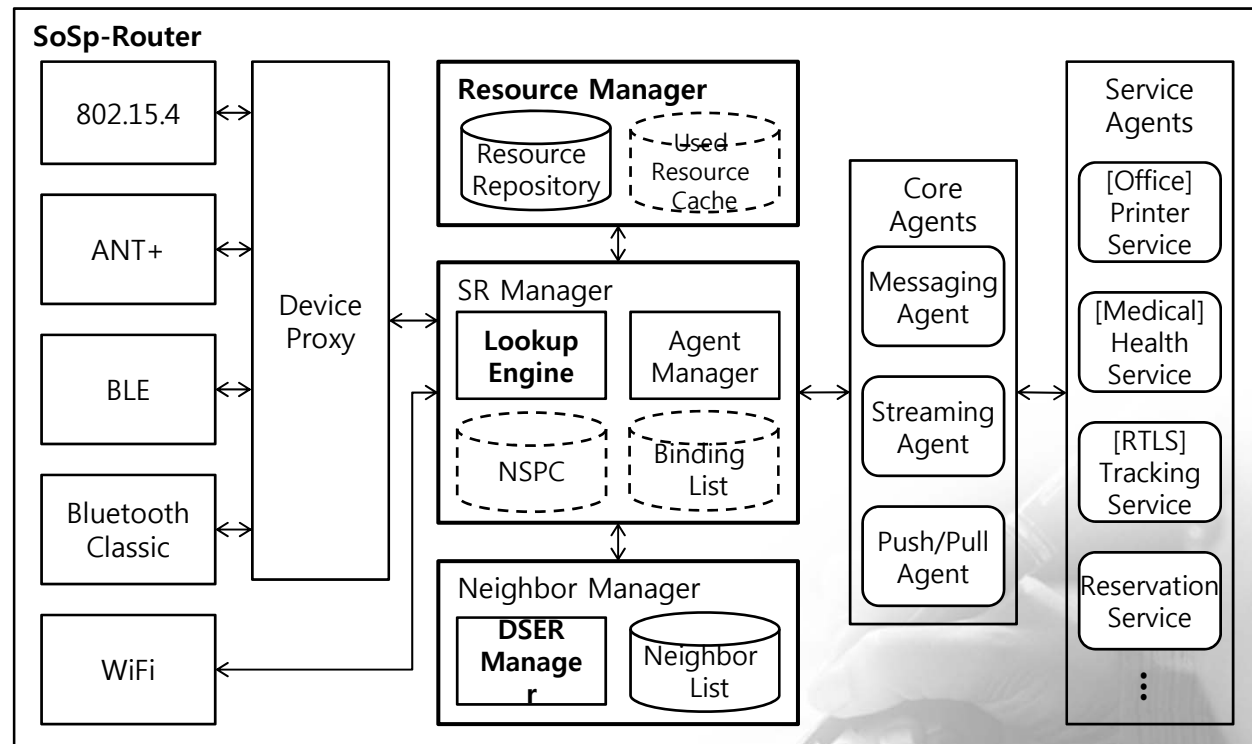 SoSp-Router
802.15.4
ANT+
BLE
Bluetooth
Classic
WiFi
Device
Proxy
Resource Manager
Resource
Repository
Used
Resource
Cache
SR Manager
Lookup
Engine
Agent
Manager
NSPC
Binding
List
Neighbor Manager
DSER
Manage
r
Neighbor
List
Core
Agents
Messaging
Agent
Streaming
Agent
Push/Pull
Agent
Service
Agents
[Office]
Printer
Service
[Medical]
Health
Service
[RTLS]
Tracking
Service
Reservation
Service
⋮